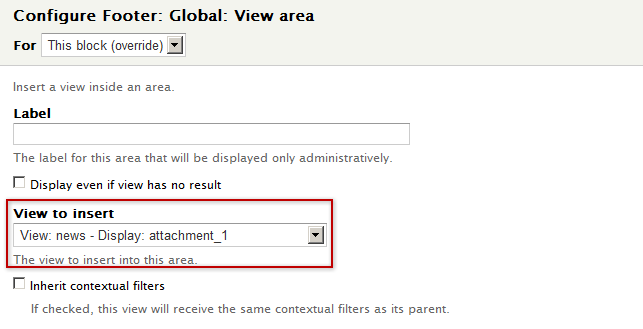 Configure Footer: Global: View area
For This block (override)
Insert a view inside an area.
Label
The label for this area that will be displayed only administratively.
Display even if view has no result
View to insert
View: news - Display: attachment_1
The view to insert into this area.
Inherit contextual filters
If checked, this view will receive the same contextual filters as its parent.